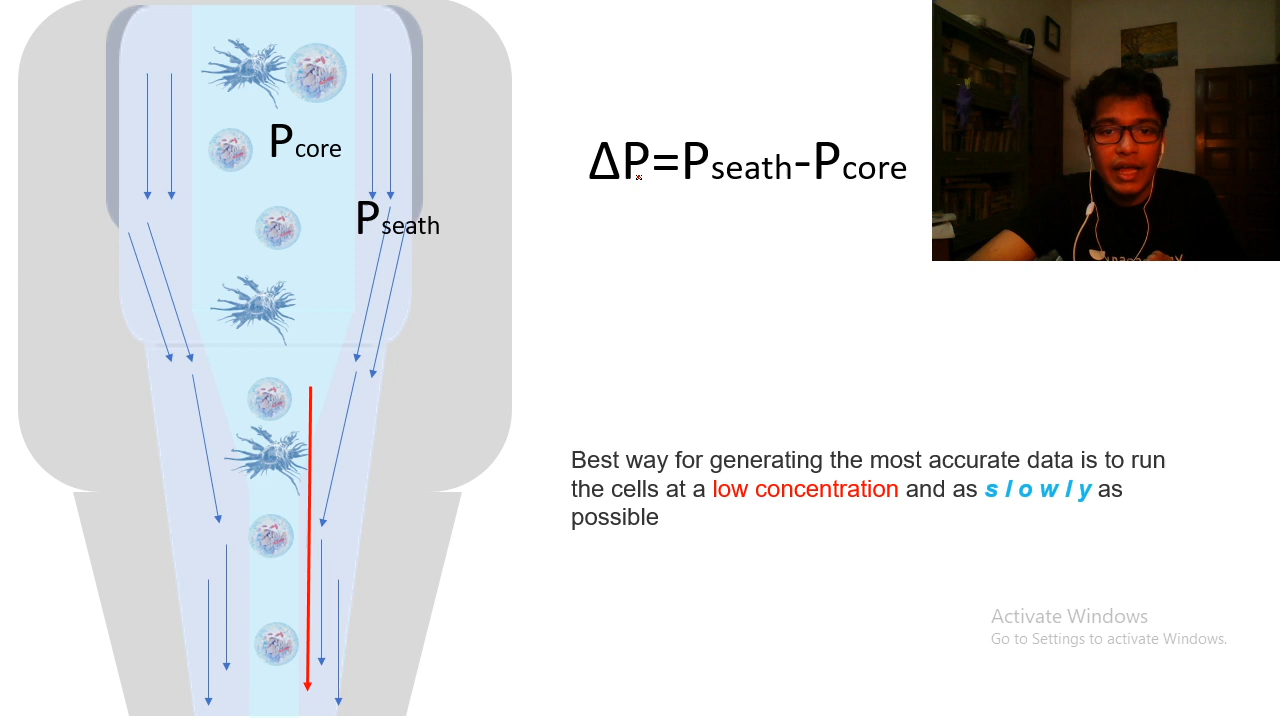 Pcore
Pseath
ΔP=Pseath-Pcore
Best way for generating the most accurate data is to run
the cells at a low concentration and as s l o w l y as
possible
Activate Windows
Go to Settings to activate Windows.